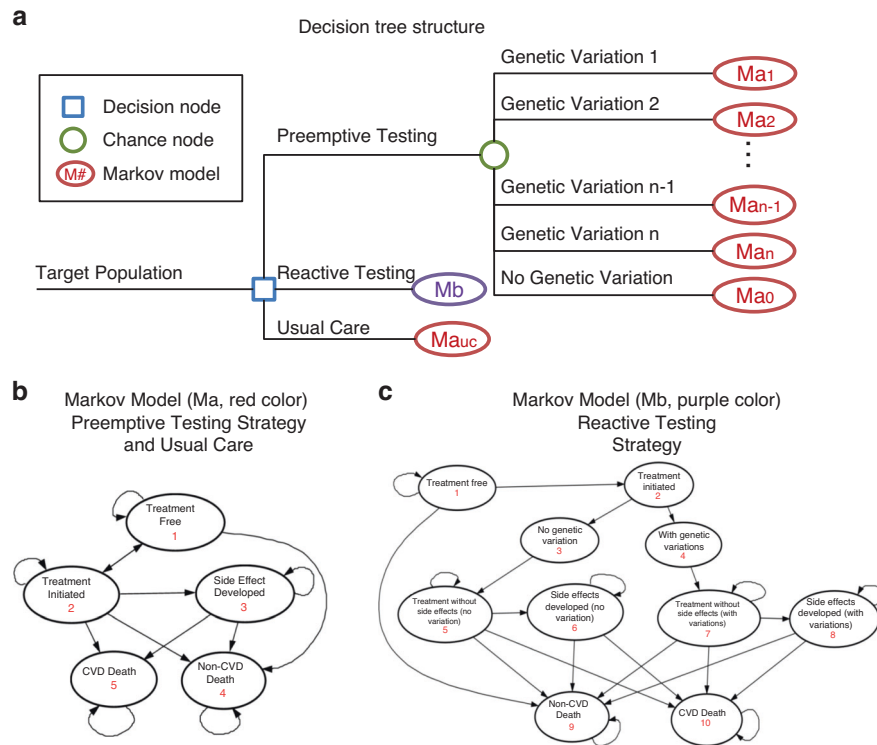 a
Decision tree structure
Decision node
Chance node
M# Markov model
Target Population
Preemptive Testing
Reactive Testing
Usual Care
Mb
Mauc
Genetic Variation 1
Ma1
Genetic Variation 2
Ma2
Genetic Variation n-1
Man-1
Genetic Variation n
Man
No Genetic Variation
Ma0
b
Markov Model (Ma, red color)
Preemptive Testing Strategy
and Usual Care
Treatment
Free
1
Treatment
Initiated
2
Side Effect
Developed
3
CVD Death
5
Non-CVD
Death
4
c
Markov Model (Mb, purple color)
Reactive Testing
Strategy
Treatment free
1
Treatment
initiated
2
No genetic
variation
3
With genetic
variations
4
Treatment without
side effects (no
variation)
5
Side effects
developed (no
variation)
6
Treatment without
side effects (with
variations)
7
Side effects
developed (with
variations)
8
Non-CVD
Death
9
CVD Death
10